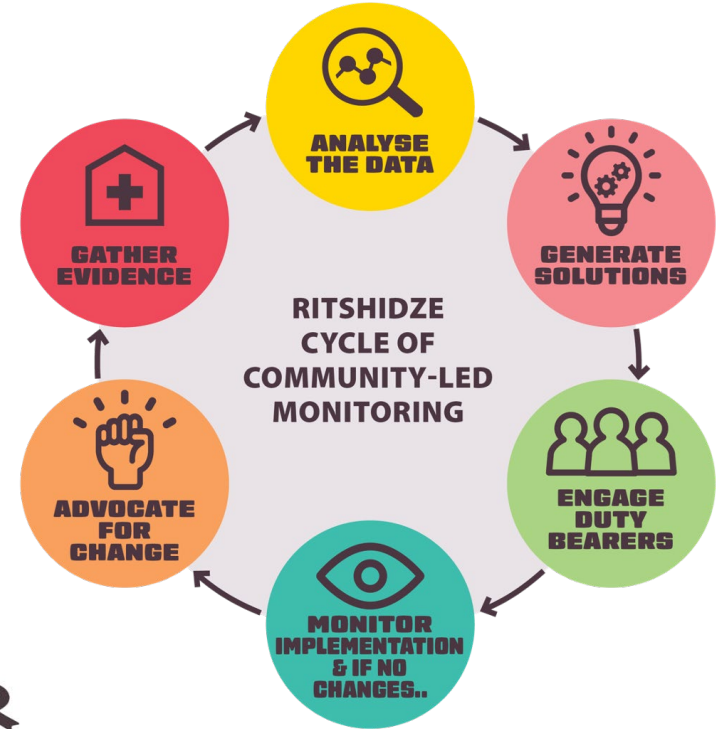 ANALYSE
THE DATA
GENERATE
SOLUTIONS
ENGAGE
DUTY
BEARERS
MONITOR
IMPLEMENTATION
& IF NO
CHANGES..
ADVOCATE
FOR
CHANGE
GATHER
EVIDENCE
RITSHIDZE
CYCLE OF
COMMUNITY-LED
MONITORING